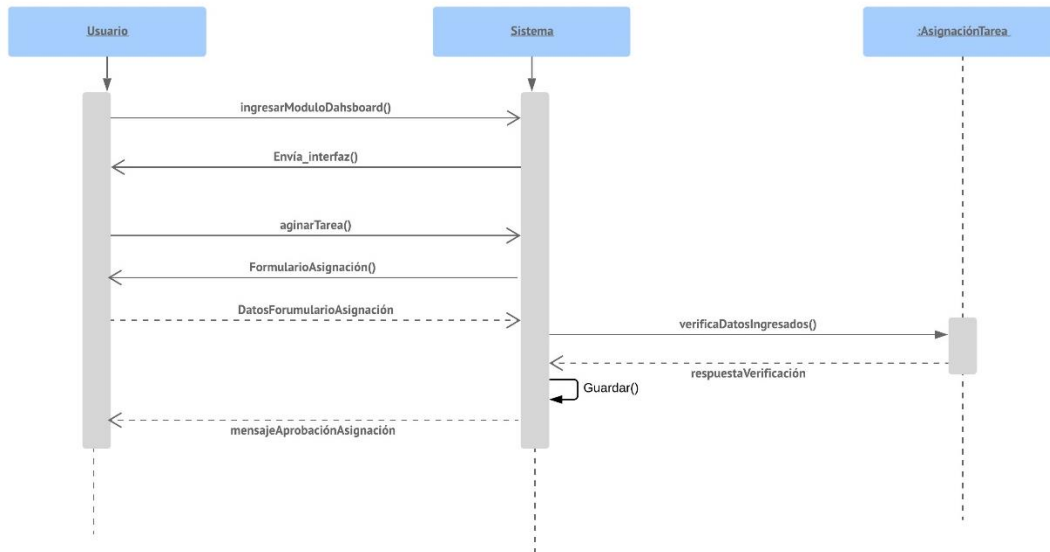 Usuario
Sistema
:AsignaciónTarea
ingresarModuloDahsboard()
Envía_interfaz()
aginarTarea()
FormularioAsignación()
DatosForumularioAsignación
verificaDatosIngresados()
respuestaVerificación
Guardar()
mensajeAprobaciónAsignación